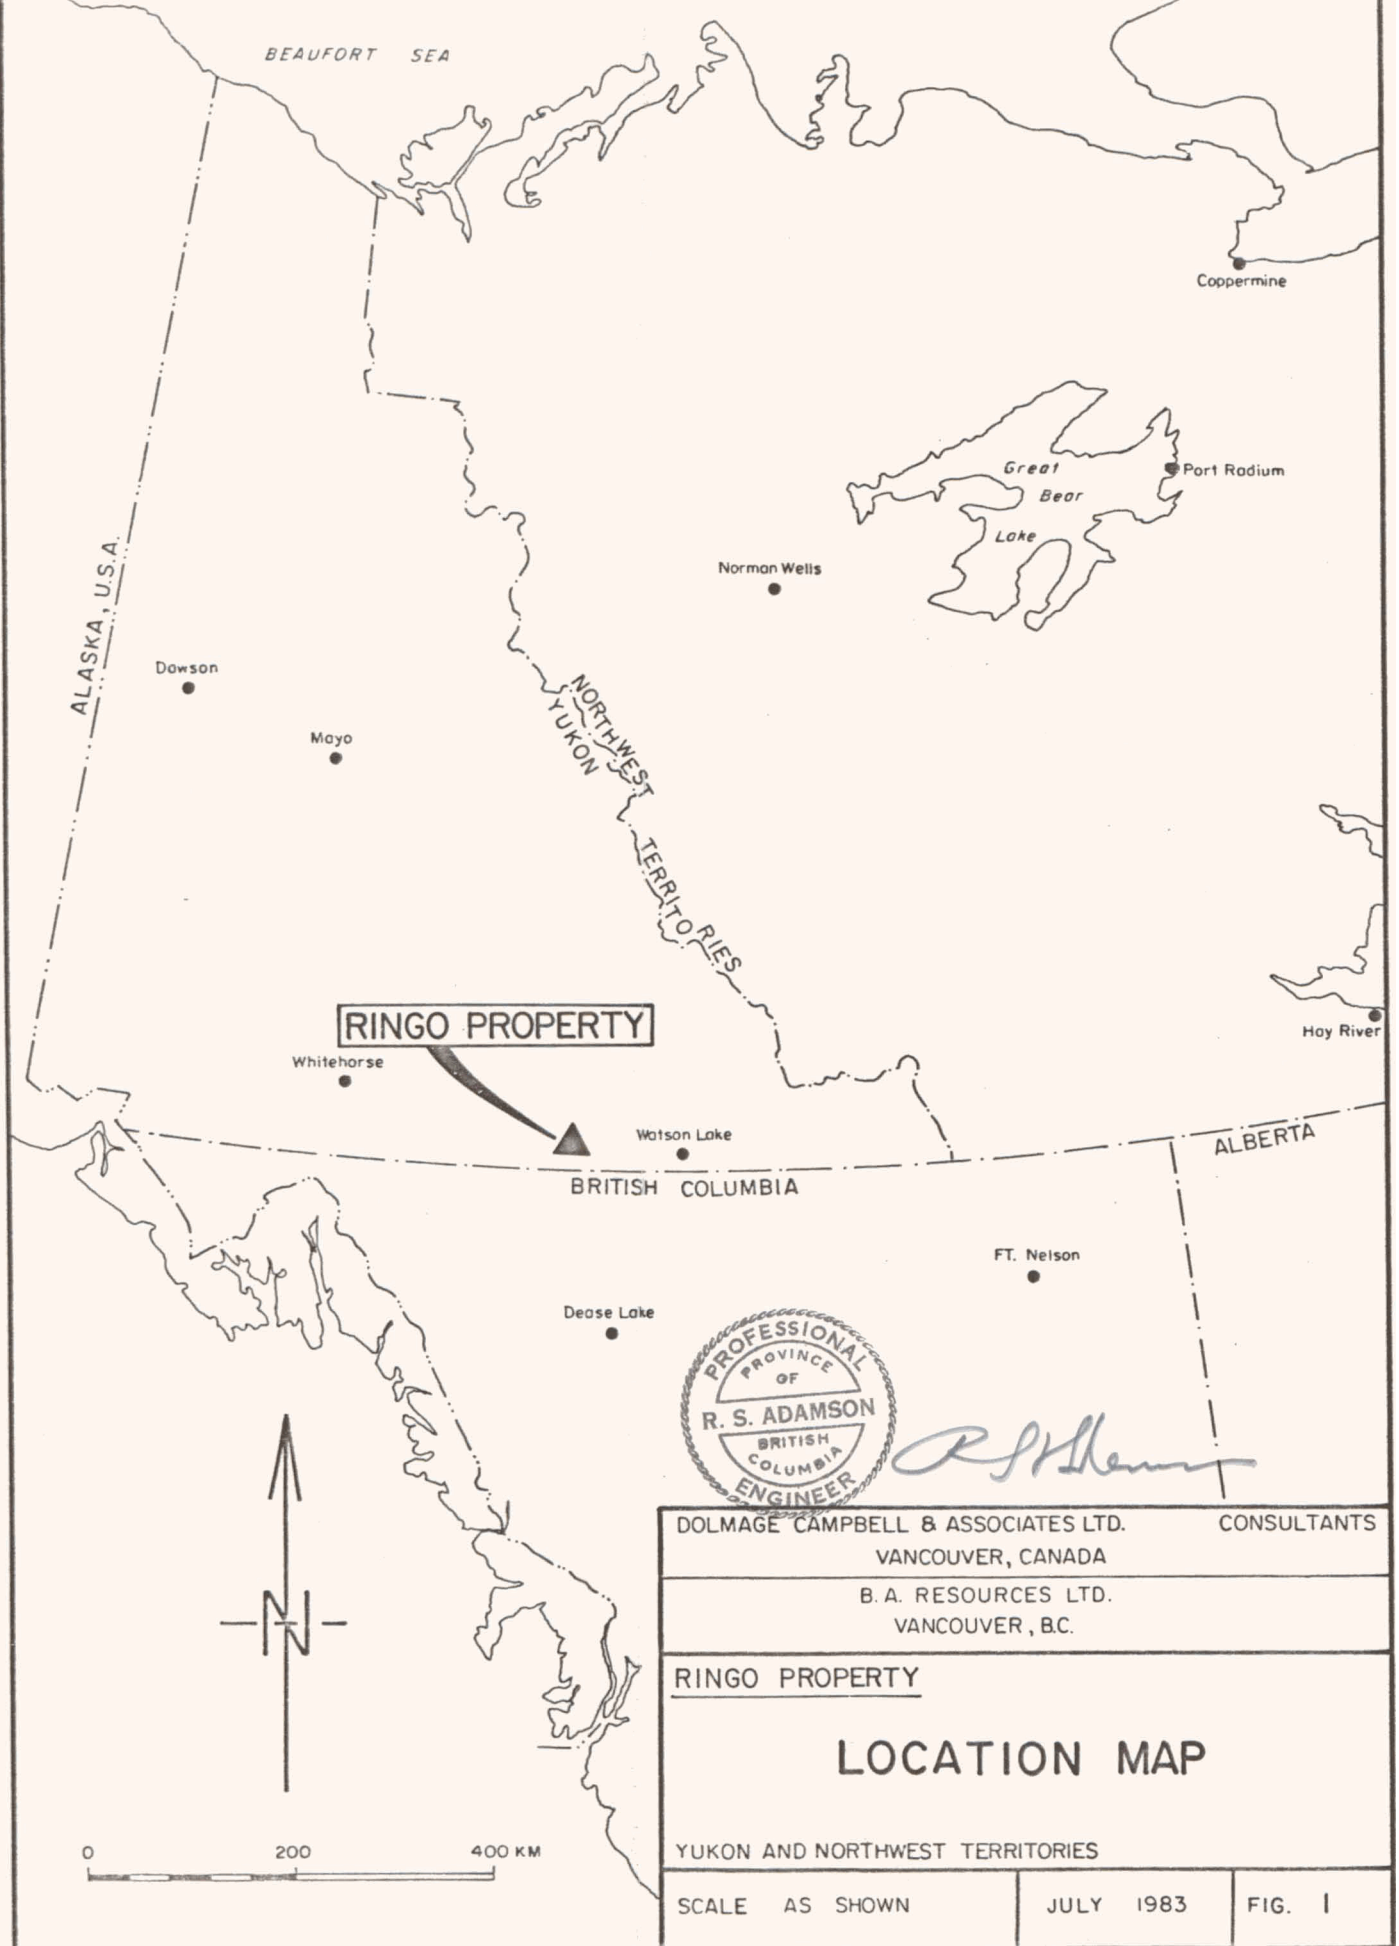 BEAUFORT SEA
Coppermine
Great
Bear
Lake
Port Radium
Norman Wells
ALASKA, U.S.A.
Dawson
Mayo
NORTHWEST TERRITORIES
YUKON
RINGO PROPERTY
Whitehorse
Hay River
Watson Lake
BRITISH COLUMBIA
ALBERTA
FT. Nelson
Dease Lake
PROFESSIONAL
PROVINCE
OF
R. S. ADAMSON
BRITISH
COLUMBIA
ENGINEER
N
DOLMAGE CAMPBELL & ASSOCIATES LTD. CONSULTANTS
VANCOUVER, CANADA
B. A. RESOURCES LTD.
VANCOUVER, B.C.
RINGO PROPERTY
LOCATION MAP
YUKON AND NORTHWEST TERRITORIES
0 200 400 KM
SCALE AS SHOWN
JULY 1983
FIG. 1